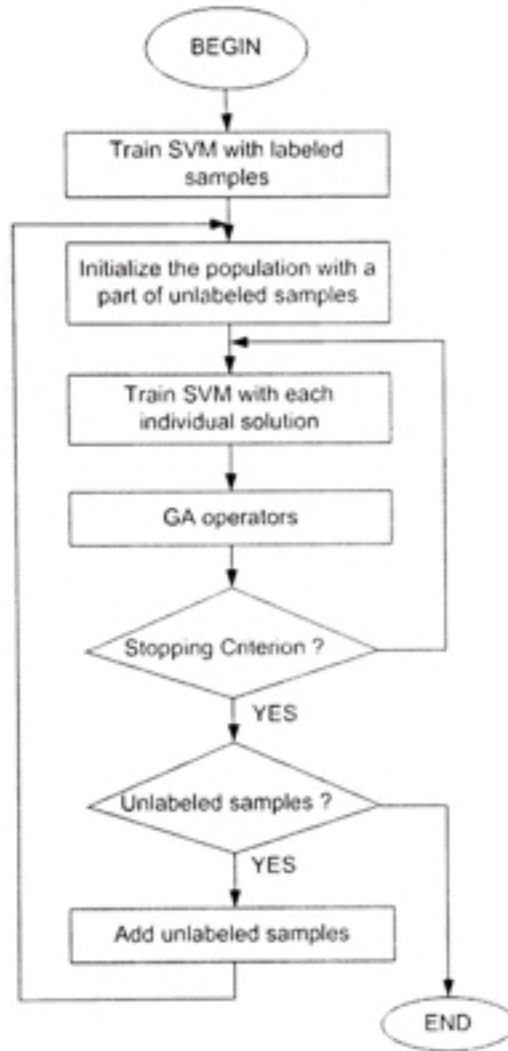 BEGIN
Train SVM with labeled
samples
Initialize the population with a
part of unlabeled samples
Train SVM with each
individual solution
GA operators
Stopping Criterion ?
YES
Unlabeled samples ?
YES
Add unlabeled samples
END